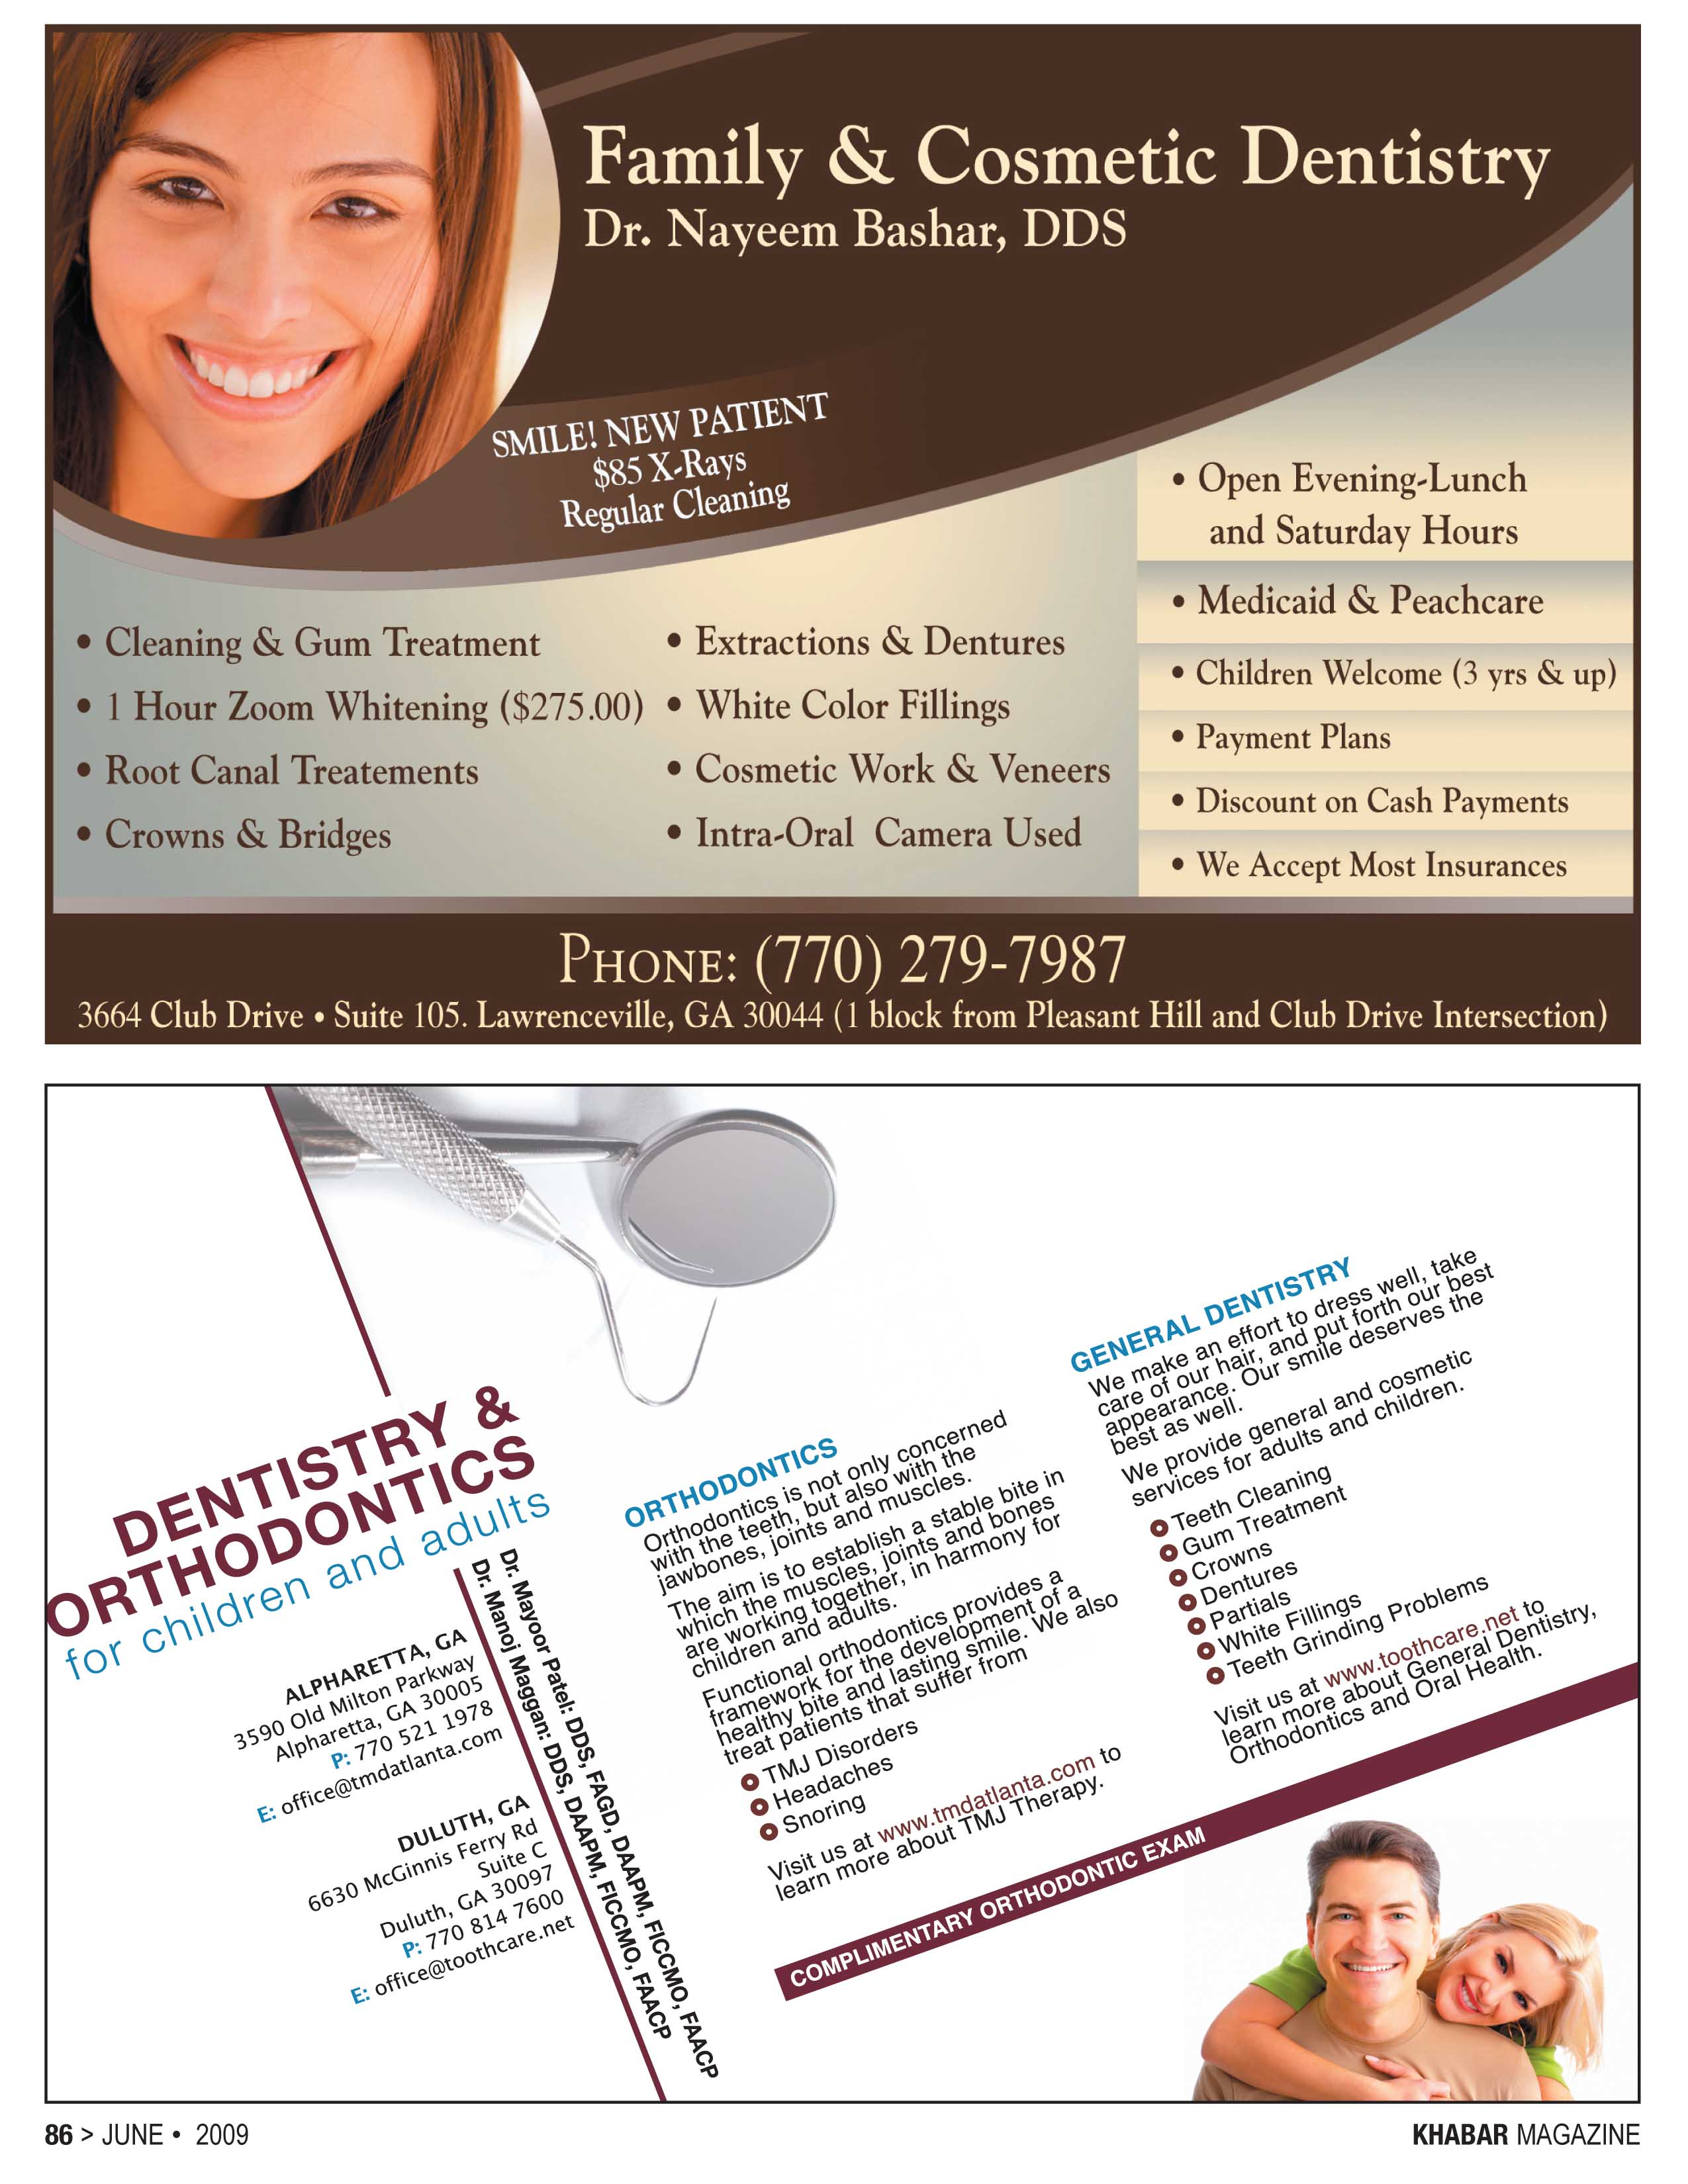 Family & Cosmetic Dentistry
Dr. Nayeem Bashar, DDS
SMILE! NEW PATIENT
$85 X-Rays
Regular Cleaning
• Cleaning & Gum Treatment
• 1 Hour Zoom Whitening ($275.00)
• Root Canal Treatements
• Crowns & Bridges
• Extractions & Dentures
• White Color Fillings
• Cosmetic Work & Veneers
• Intra-Oral Camera Used
• Open Evening-Lunch
and Saturday Hours
• Medicaid & Peachcare
• Children Welcome (3 yrs & up)
• Payment Plans
• Discount on Cash Payments
• We Accept Most Insurances
PHONE: (770) 279-7987
3664 Club Drive • Suite 105. Lawrenceville, GA 30044 (1 block from Pleasant Hill and Club Drive Intersection)
DENTISTRY &
ORTHODONTICS
for children and adults
ALPHARETTA, GA
3590 Old Milton Parkway
Alpharetta, GA 30005
P: 770 521 1978
E: office@tmdatlanta.com
DULUTH, GA
6630 McGinnis Ferry Rd
Suite C
Duluth, GA 30097
P: 770 814 7600
E: office@toothcare.net
Dr. Mayoor Patel: DDS, FAGD, DAAPM, FICCMO, FAACP
Dr. Manoj Maggan: DDS, DAAPM, FICCMO, FAACP
ORTHODONTICS
Orthodontics is not only concerned
with the teeth, but also with the
jawbones, joints and muscles.
The aim is to establish a stable bite in
which the muscles, joints and bones
are working together, in harmony for
children and adults.
Functional orthodontics provides a
framework for the development of a
healthy bite and lasting smile. We also
treat patients that suffer from
TMJ Disorders
Headaches
Snoring
Visit us at www.tmdatlanta.com to
learn more about TMJ Therapy.
GENERAL DENTISTRY
We make an effort to dress well, take
care of our hair, and put forth our best
appearance. Our smile deserves the
best as well.
We provide general and cosmetic
services for adults and children.
Teeth Cleaning
Gum Treatment
Crowns
Dentures
Partials
White Fillings
Teeth Grinding Problems
Visit us at www.toothcare.net to
learn more about General Dentistry,
Orthodontics and Oral Health.
COMPLIMENTARY ORTHODONTIC EXAM
86 > JUNE • 2009
KHABAR MAGAZINE